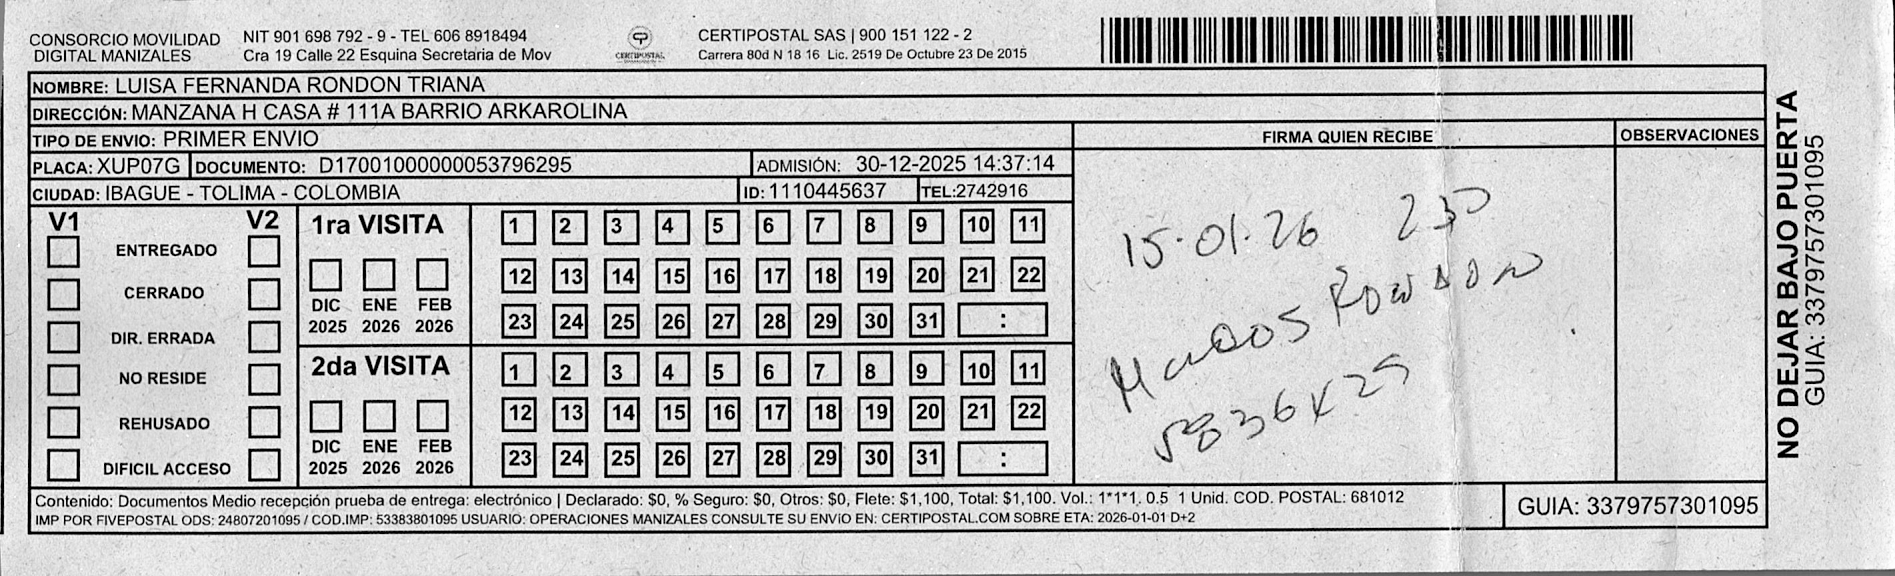 CONSORCIO MOVILIDAD
DIGITAL MANIZALES
NIT 901 698 792 - 9 - TEL 606 8918494
Cra 19 Calle 22 Esquina Secretaria de Mov
CERTIPOSTAL
CERTIPOSTAL SAS | 900 151 122 - 2
Carrera 80d N 18 16 Lic. 2519 De Octubre 23 De 2015
NOMBRE: LUISA FERNANDA RONDON TRIANA
DIRECCIÓN: MANZANA H CASA # 111A BARRIO ARKAROLINA
TIPO DE ENVIO: PRIMER ENVIO
PLACA: XUP07G DOCUMENTO: D17001000000053796295 ADMISIÓN: 30-12-2025 14:37:14
CIUDAD: IBAGUE - TOLIMA - COLOMBIA ID: 1110445637 TEL:2742916
V1 V2
ENTREGADO
CERRADO
DIR. ERRADA
NO RESIDE
REHUSADO
DIFICIL ACCESO
1ra VISITA
DIC ENE FEB
2025 2026 2026
1 2 3 4 5 6 7 8 9 10 11
12 13 14 15 16 17 18 19 20 21 22
23 24 25 26 27 28 29 30 31 :
2da VISITA
DIC ENE FEB
2025 2026 2026
1 2 3 4 5 6 7 8 9 10 11
12 13 14 15 16 17 18 19 20 21 22
23 24 25 26 27 28 29 30 31 :
FIRMA QUIEN RECIBE
15-01-26 230
Rondon
OBSERVACIONES
Contenido: Documentos Medio recepción prueba de entrega: electrónico | Declarado: $0, % Seguro: $0, Otros: $0, Flete: $1,100, Total: $1,100. Vol.: 1*1*1, 0.5 1 Unid. COD. POSTAL: 681012
IMP POR FIVEPOSTAL ODS: 24807201095 / COD.IMP: 53383801095 USUARIO: OPERACIONES MANIZALES CONSULTE SU ENVIO EN: CERTIPOSTAL.COM SOBRE ETA: 2026-01-01 D+2
GUIA: 3379757301095
NO DEJAR BAJO PUERTA
GUIA: 3379757301095